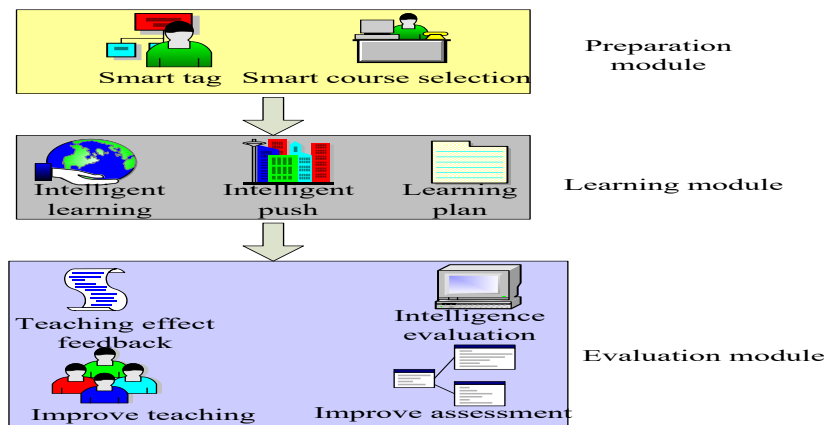 Smart tag Smart course selection
Preparation
module
Intelligent
learning
Intelligent
push
Learning
plan
Learning module
Teaching effect
feedback
Intelligence
evaluation
Improve teaching
Improve assessment
Evaluation module